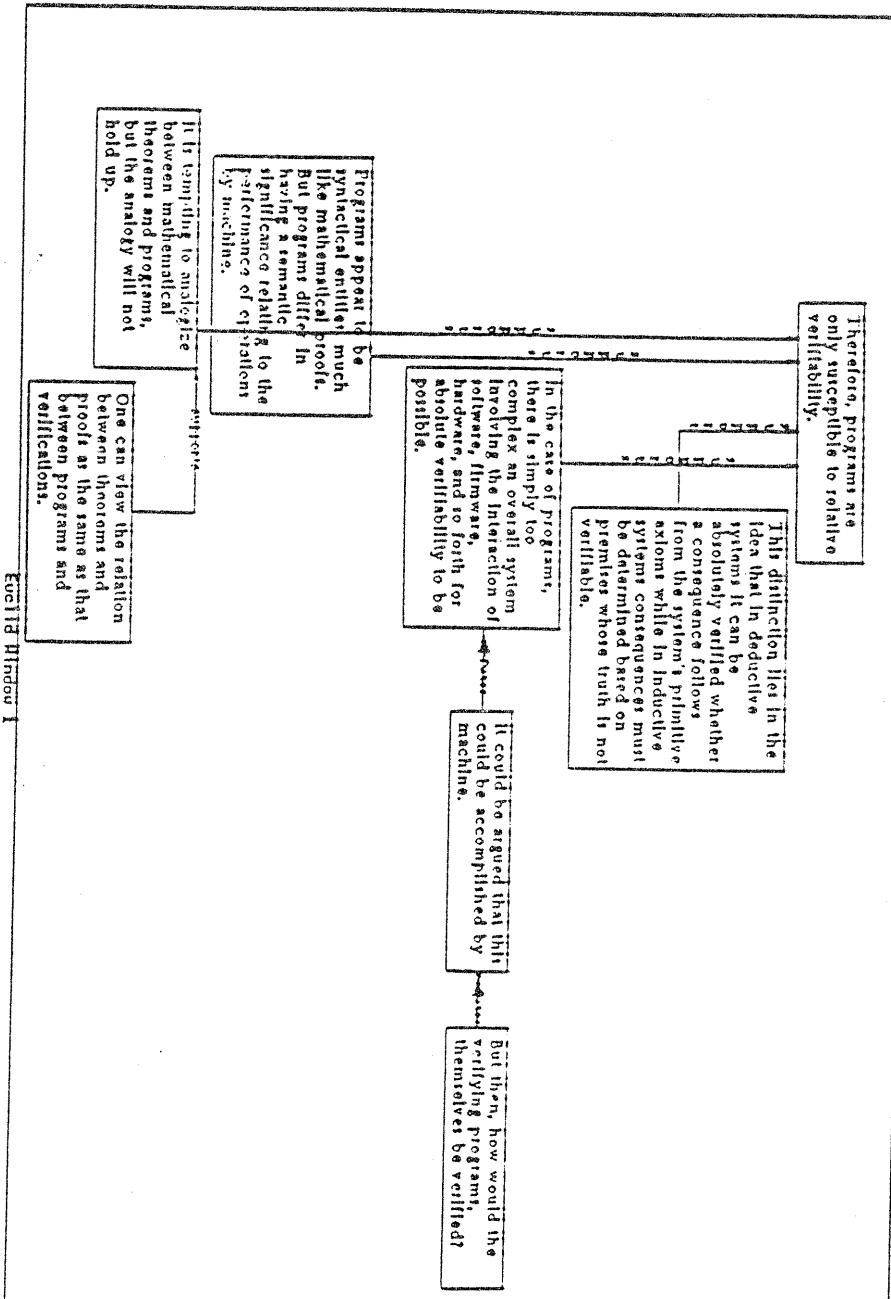 Therefore, programs are
only susceptible to relative
verifiability.
supports
supports
supports
supports
This distinction lies in the
idea that in deductive
systems it can be
absolutely verified whether
a consequence follows
from the system's primitive
axioms while in inductive
systems consequences must
be determined based on
premises whose truth is not
verifiable.
In the case of programs,
there is simply too
complex an overall system
involving the interaction of
software, firmware,
hardware, and so forth for
absolute verifiability to be
possible.
It could be argued that this
could be accomplished by
machine.
But then, how would the
verifying programs,
themselves be verified?
Programs appear to be
syntactical entities much
like mathematical proofs.
But programs differ in
having a semantic
significance relating to the
performance of operations
by machine.
It is tempting to analogize
between mathematical
theorems and programs,
but the analogy will not
hold up.
supports
One can view the relation
between theorems and
proofs as the same as that
between programs and
verifications.
Euclid Window 1